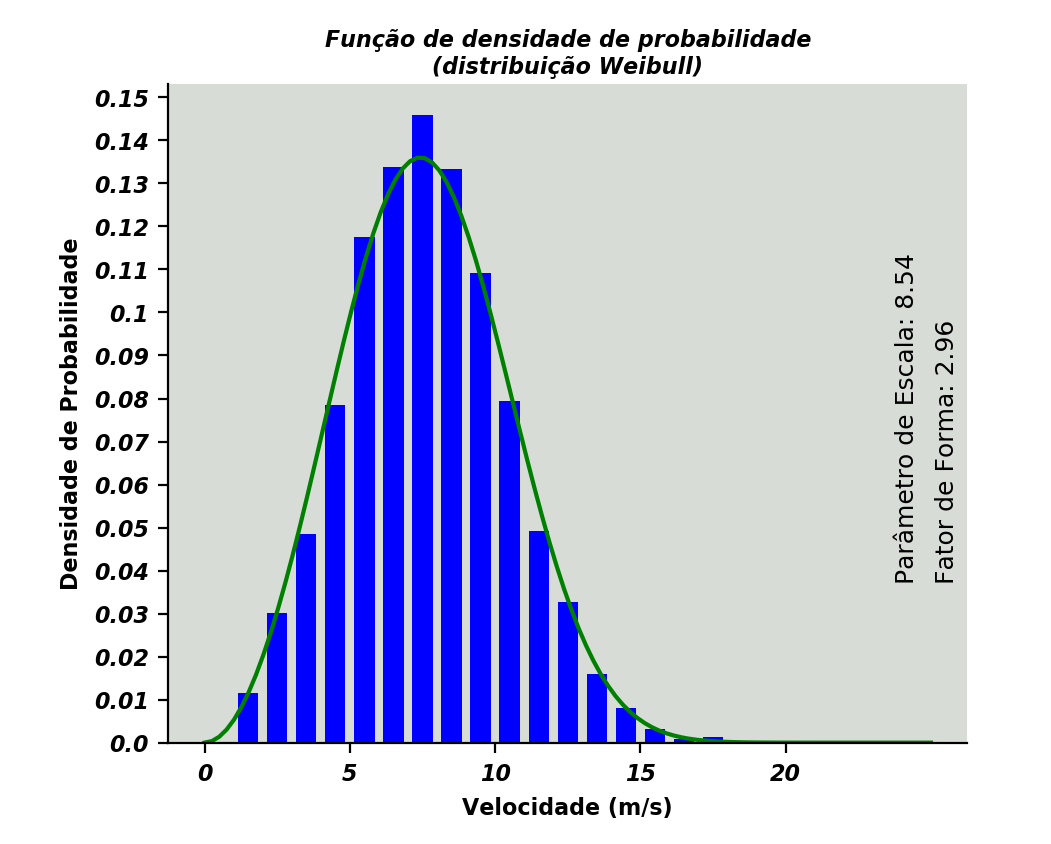 Função de densidade de probabilidade
(distribuição Weibull)
0.15
0.14
0.13
0.12
0.11
0.1
0.09
0.08
0.07
0.06
0.05
0.04
0.03
0.02
0.01
0.0
Densidade de Probabilidade
Parâmetro de Escala: 8.54
Fator de Forma: 2.96
0 5 10 15 20
Velocidade (m/s)